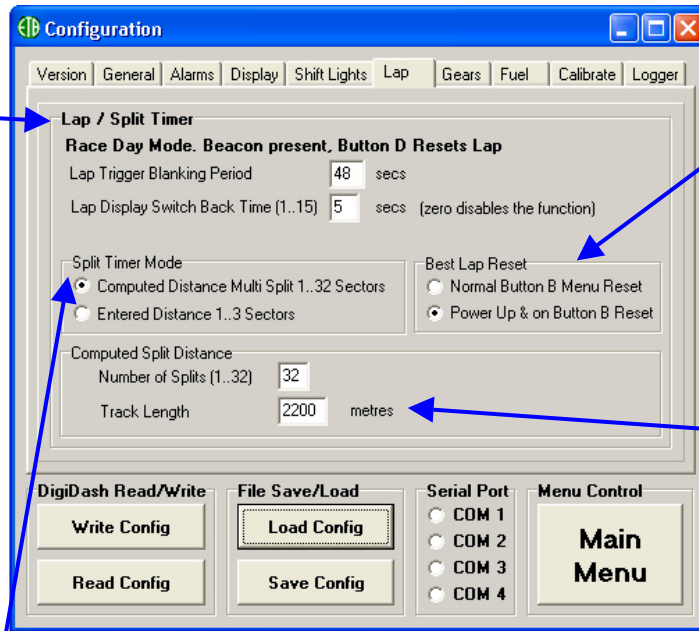 ETB Configuration
Version General Alarms Display Shift Lights Lap Gears Fuel Calibrate Logger
Lap / Split Timer
Race Day Mode. Beacon present, Button D Resets Lap
Lap Trigger Blanking Period 48 secs
Lap Display Switch Back Time (1..15) 5 secs (zero disables the function)
Split Timer Mode
Computed Distance Multi Split 1..32 Sectors
Entered Distance 1..3 Sectors
Best Lap Reset
Normal Button B Menu Reset
Power Up & on Button B Reset
Computed Split Distance
Number of Splits (1..32) 32
Track Length 2200 metres
DigiDash Read/Write
Write Config
Read Config
File Save/Load
Load Config
Save Config
Serial Port
COM 1
COM 2
COM 3
COM 4
Menu Control
Main
Menu